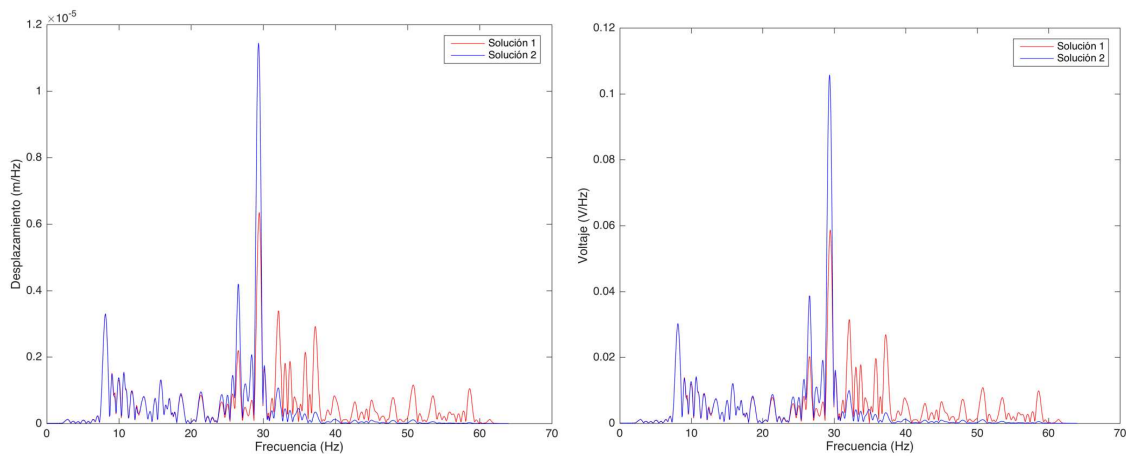 ×10⁻⁵
1.2
1
0.8
0.6
0.4
0.2
0
Desplazamiento (m/Hz)
0 10 20 30 40 50 60 70
Frecuencia (Hz)
Solución 1
Solución 2
0.12
0.1
0.08
0.06
0.04
0.02
0
Voltaje (V/Hz)
0 10 20 30 40 50 60 70
Frecuencia (Hz)
Solución 1
Solución 2